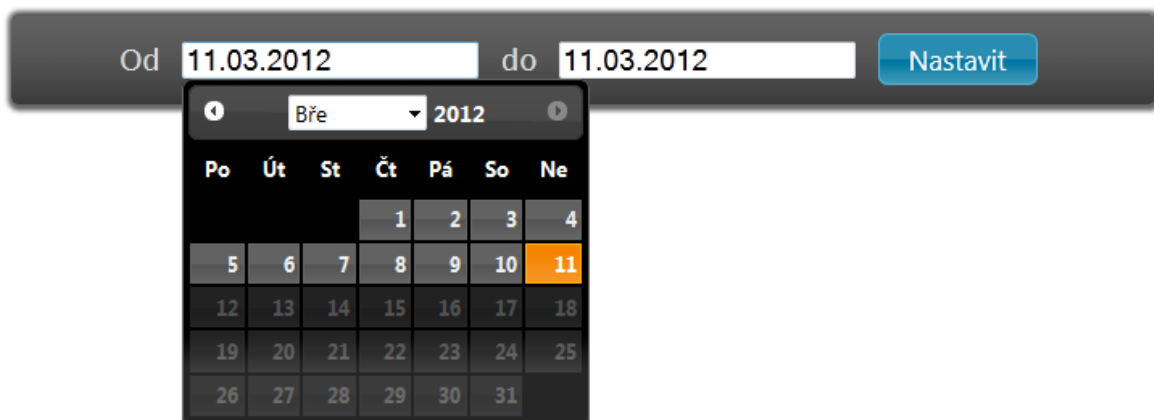 Od 11.03.2012 do 11.03.2012 Nastavit
Bře 2012
Po Út St Čt Pá So Ne
1 2 3 4
5 6 7 8 9 10 11
12 13 14 15 16 17 18
19 20 21 22 23 24 25
26 27 28 29 30 31